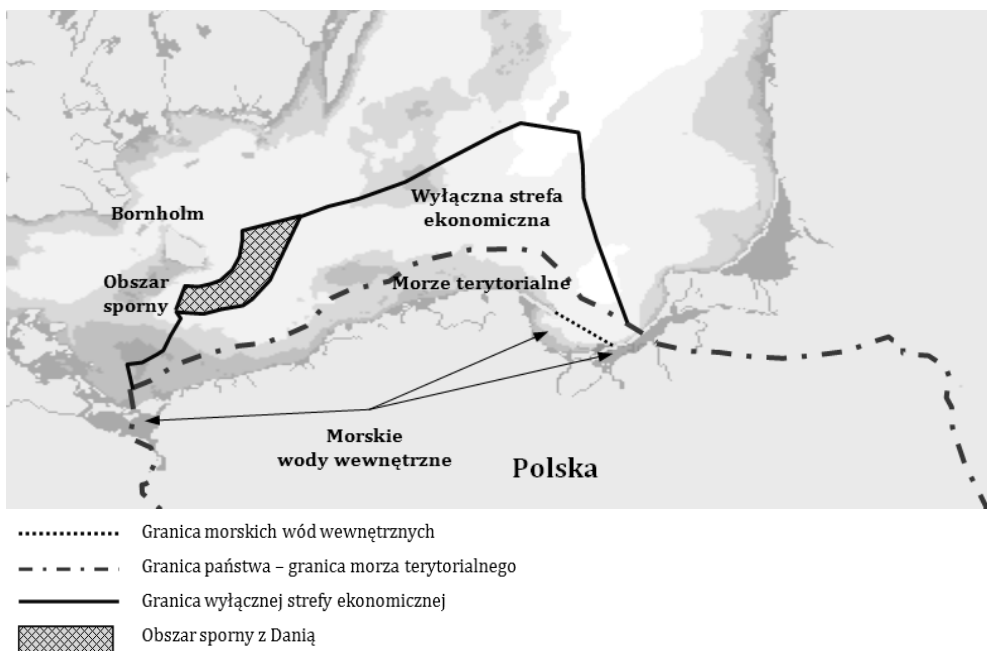 Wyłączna strefa
ekonomiczna
Bornholm
Obszar
sporny
Morze terytorialne
Morskie
wody wewnętrzne
Polska
Granica morskich wód wewnętrznych
Granica państwa – granica morza terytorialnego
Granica wyłącznej strefy ekonomicznej
Obszar sporny z Danią